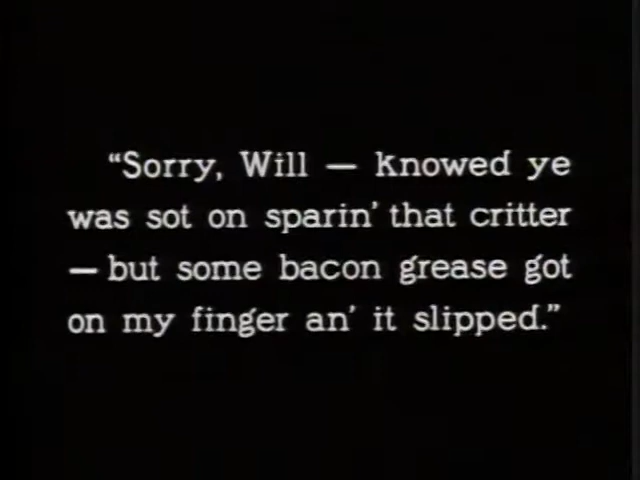 “Sorry, Will — knowed ye
was sot on sparin’ that critter
— but some bacon grease got
on my finger an’ it slipped.”